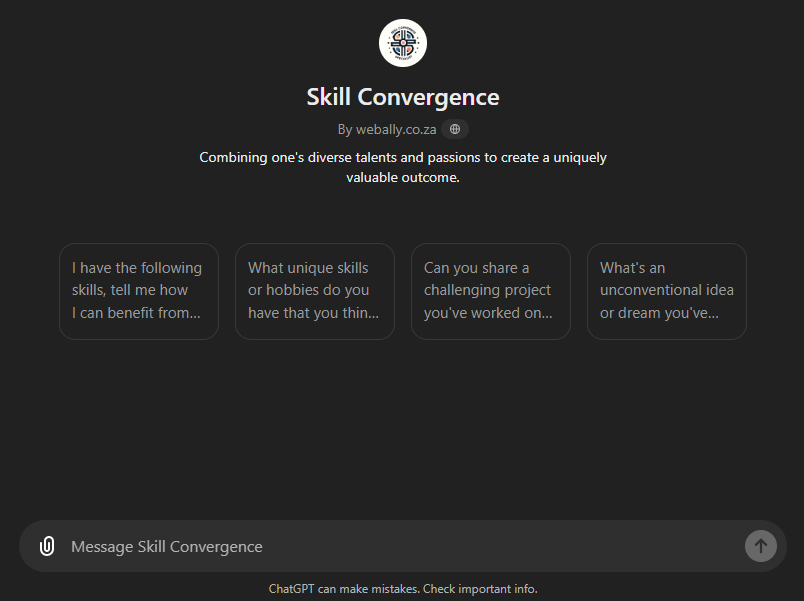 Skill Convergence
By webally.co.za
Combining one's diverse talents and passions to create a uniquely
valuable outcome.
I have the following
skills, tell me how
I can benefit from...
What unique skills
or hobbies do you
have that you thin...
Can you share a
challenging project
you've worked on...
What's an
unconventional idea
or dream you've...
Message Skill Convergence
ChatGPT can make mistakes. Check important info.